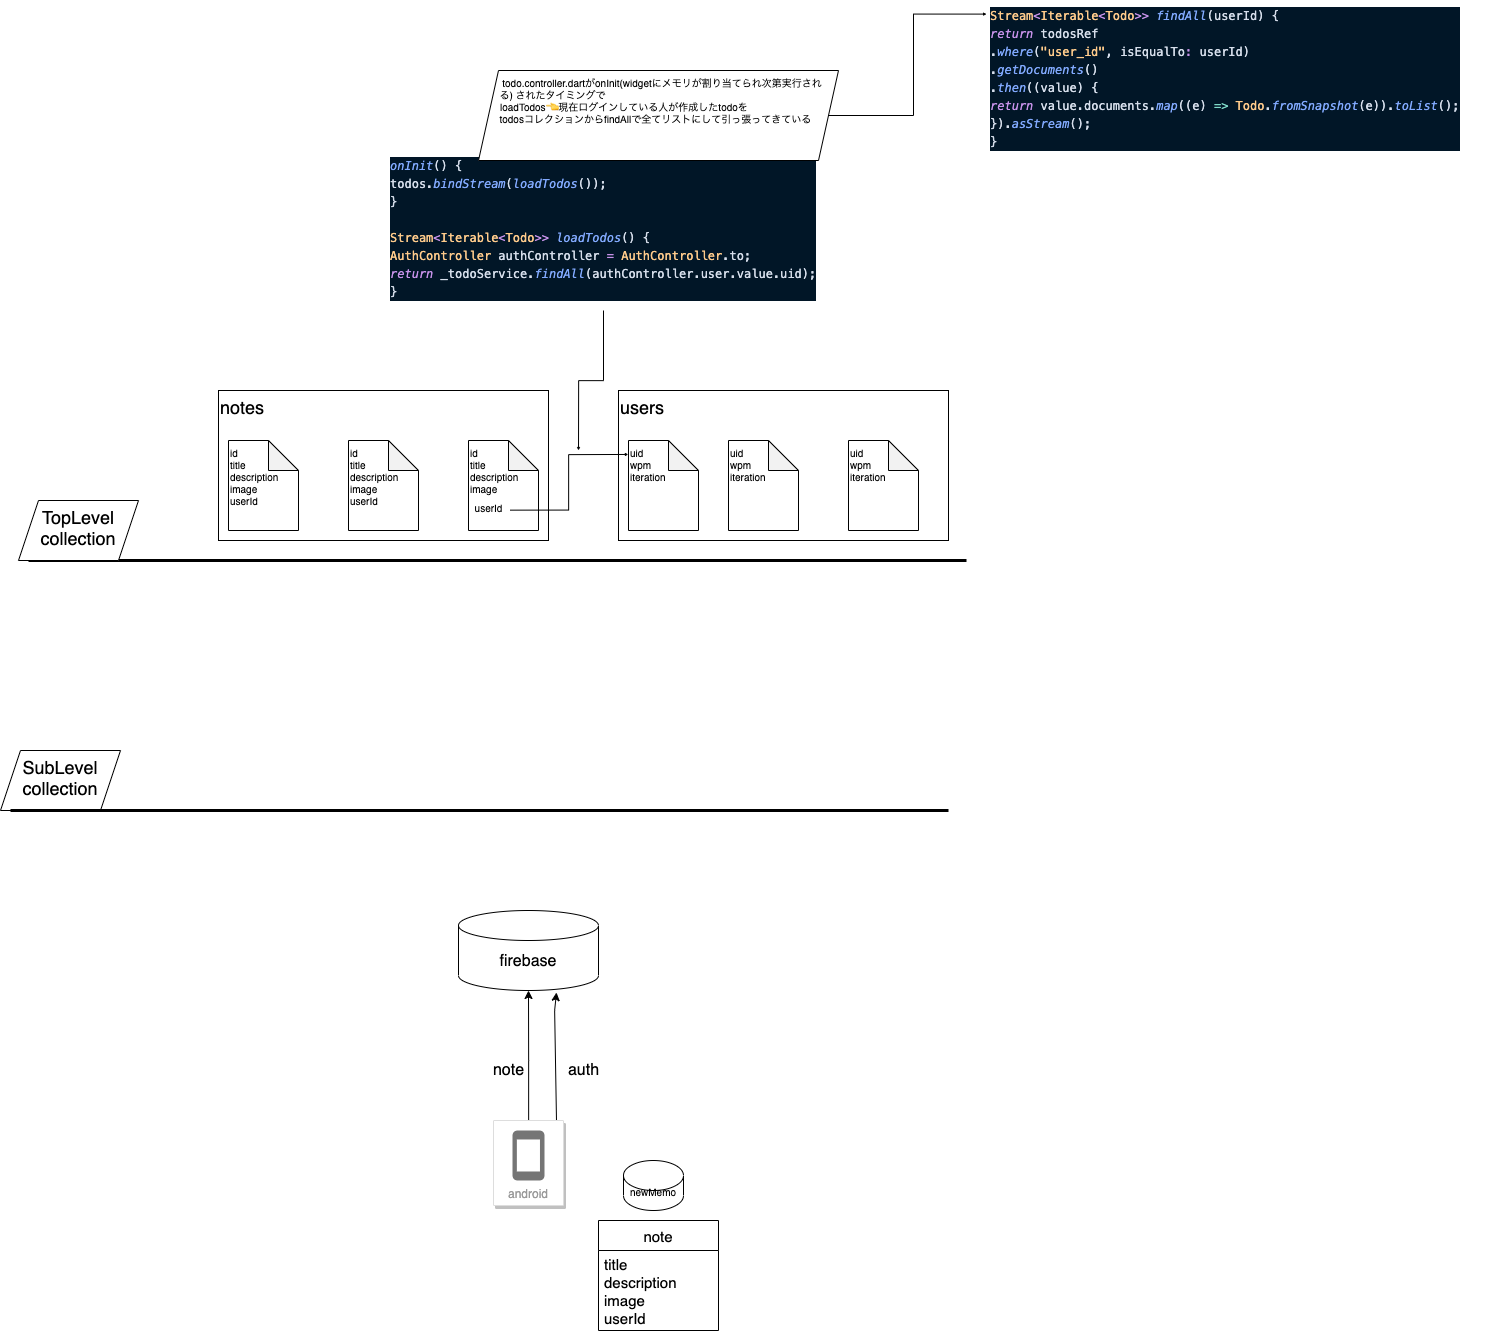 Stream<Iterable<Todo>> findAll(userId) {
return todosRef
.where("user_id", isEqualTo: userId)
.getDocuments()
.then((value) {
return value.documents.map((e) => Todo.fromSnapshot(e)).toList();
}).asStream();
}
todo.controller.dartがonInit(widgetにメモリが割り当てられ次第実行され
る) されたタイミングで
loadTodos👈現在ログインしている人が作成したtodoを
todosコレクションからfindAllで全てリストにして引っ張ってきている
onInit() {
todos.bindStream(loadTodos());
}
Stream<Iterable<Todo>> loadTodos() {
AuthController authController = AuthController.to;
return _todoService.findAll(authController.user.value.uid);
}
notes
id
title
description
image
userId
id
title
description
image
userId
id
title
description
image
userId
users
uid
wpm
iteration
uid
wpm
iteration
uid
wpm
iteration
TopLevel
collection
SubLevel
collection
firebase
note
auth
android
newMemo
note
title
description
image
userId